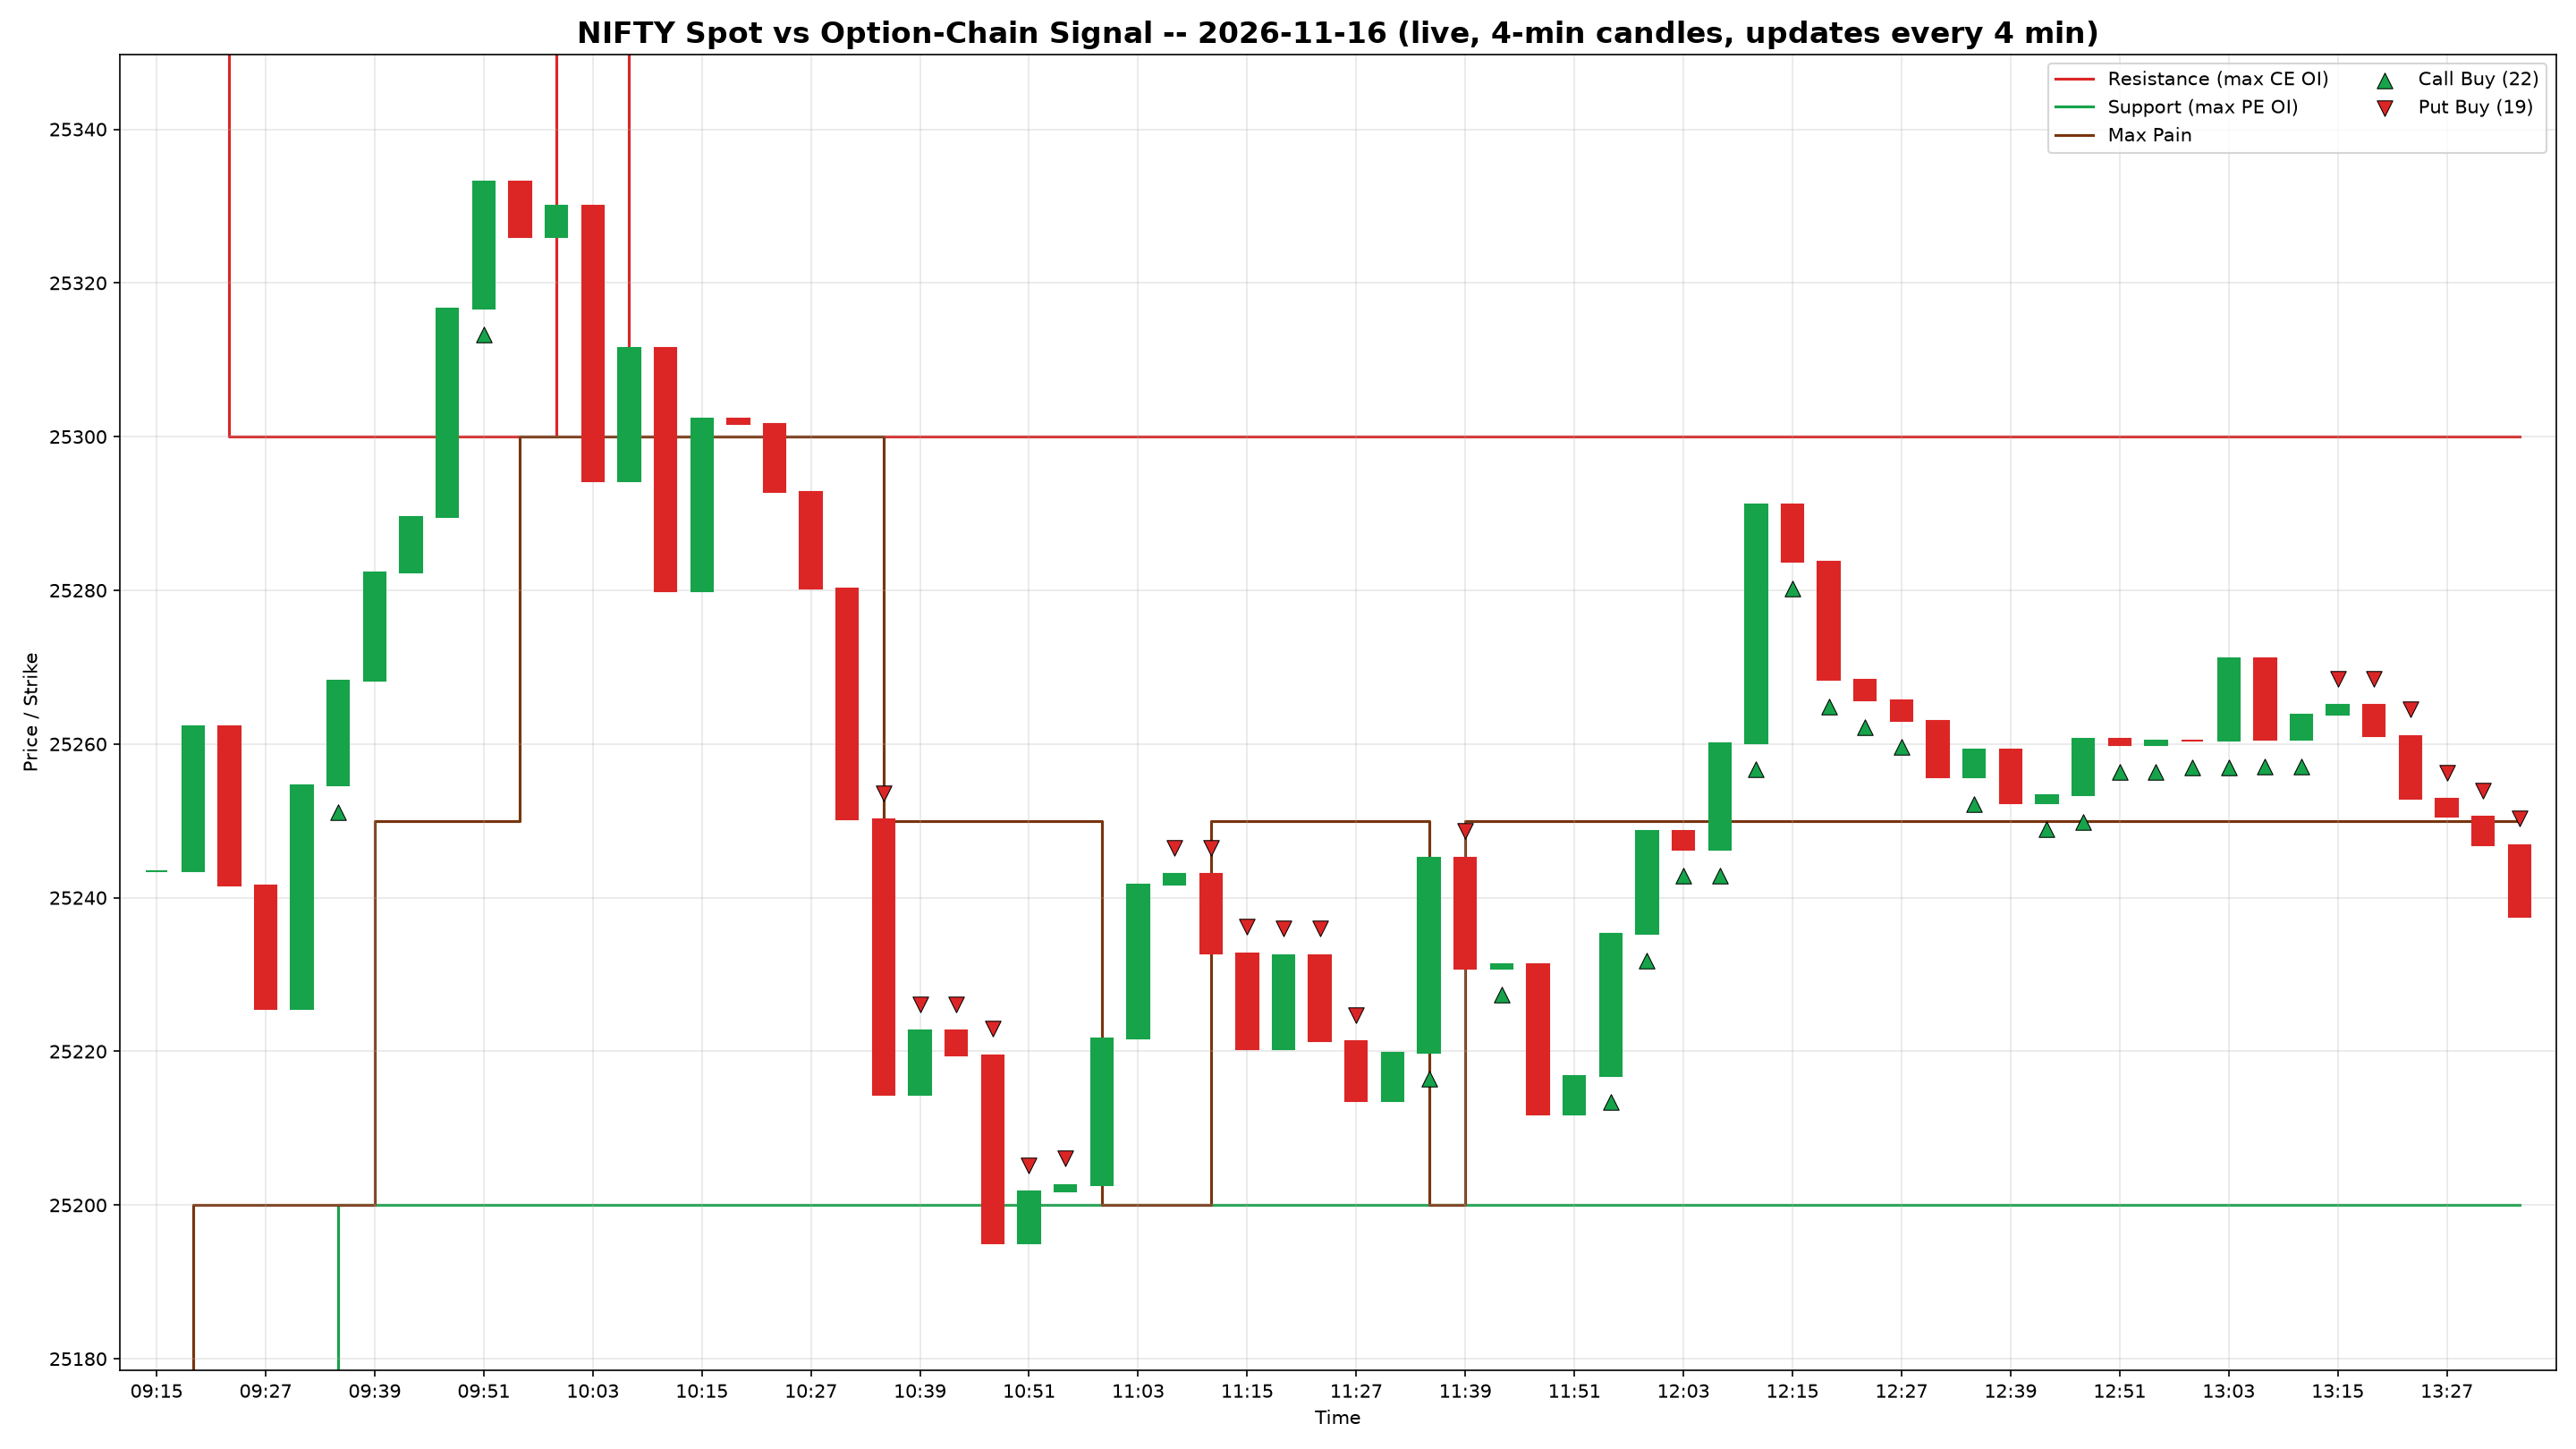 NIFTY Spot vs Option-Chain Signal -- 2026-11-16 (live, 4-min candles, updates every 4 min)
Resistance (max CE OI)
Support (max PE OI)
Max Pain
Call Buy (22)
Put Buy (19)
Price / Strike
25340
25320
25300
25280
25260
25240
25220
25200
25180
09:15 09:27 09:39 09:51 10:03 10:15 10:27 10:39 10:51 11:03 11:15 11:27 11:39 11:51 12:03 12:15 12:27 12:39 12:51 13:03 13:15 13:27
Time